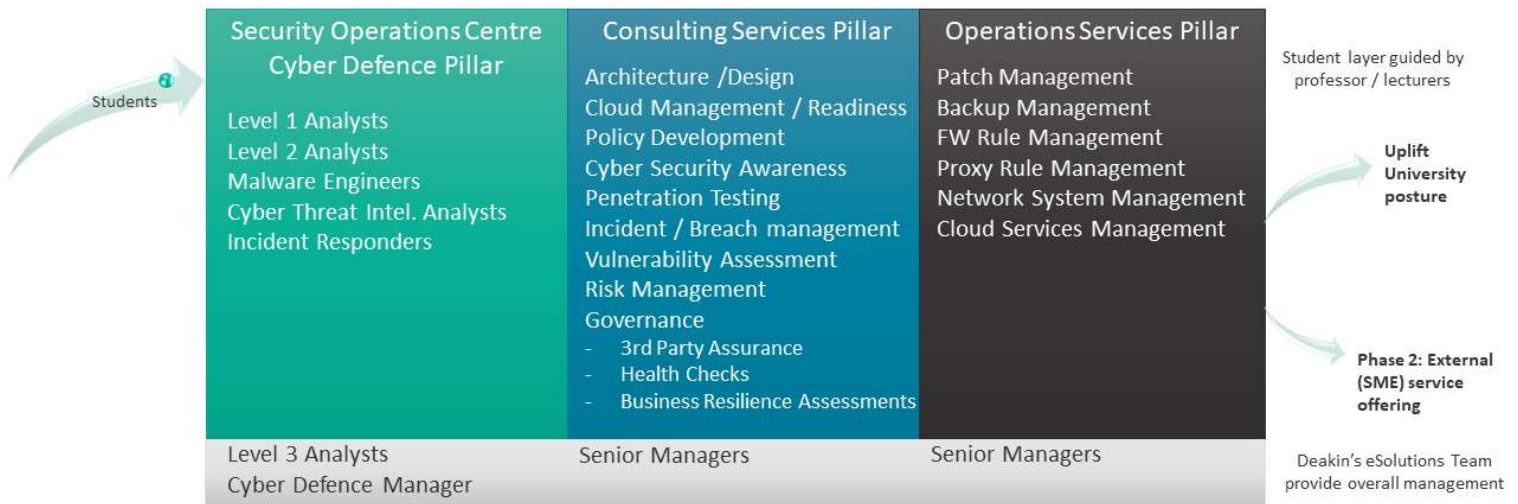 Students
Security Operations Centre
Cyber Defence Pillar
Level 1 Analysts
Level 2 Analysts
Malware Engineers
Cyber Threat Intel. Analysts
Incident Responders
Consulting Services Pillar
Architecture /Design
Cloud Management / Readiness
Policy Development
Cyber Security Awareness
Penetration Testing
Incident / Breach management
Vulnerability Assessment
Risk Management
Governance
- 3rd Party Assurance
- Health Checks
- Business Resilience Assessments
Operations Services Pillar
Patch Management
Backup Management
FW Rule Management
Proxy Rule Management
Network System Management
Cloud Services Management
Student layer guided by
professor / lecturers
Uplift
University
posture
Phase 2: External
(SME) service
offering
Level 3 Analysts
Cyber Defence Manager
Senior Managers
Senior Managers
Deakin's eSolutions Team
provide overall management